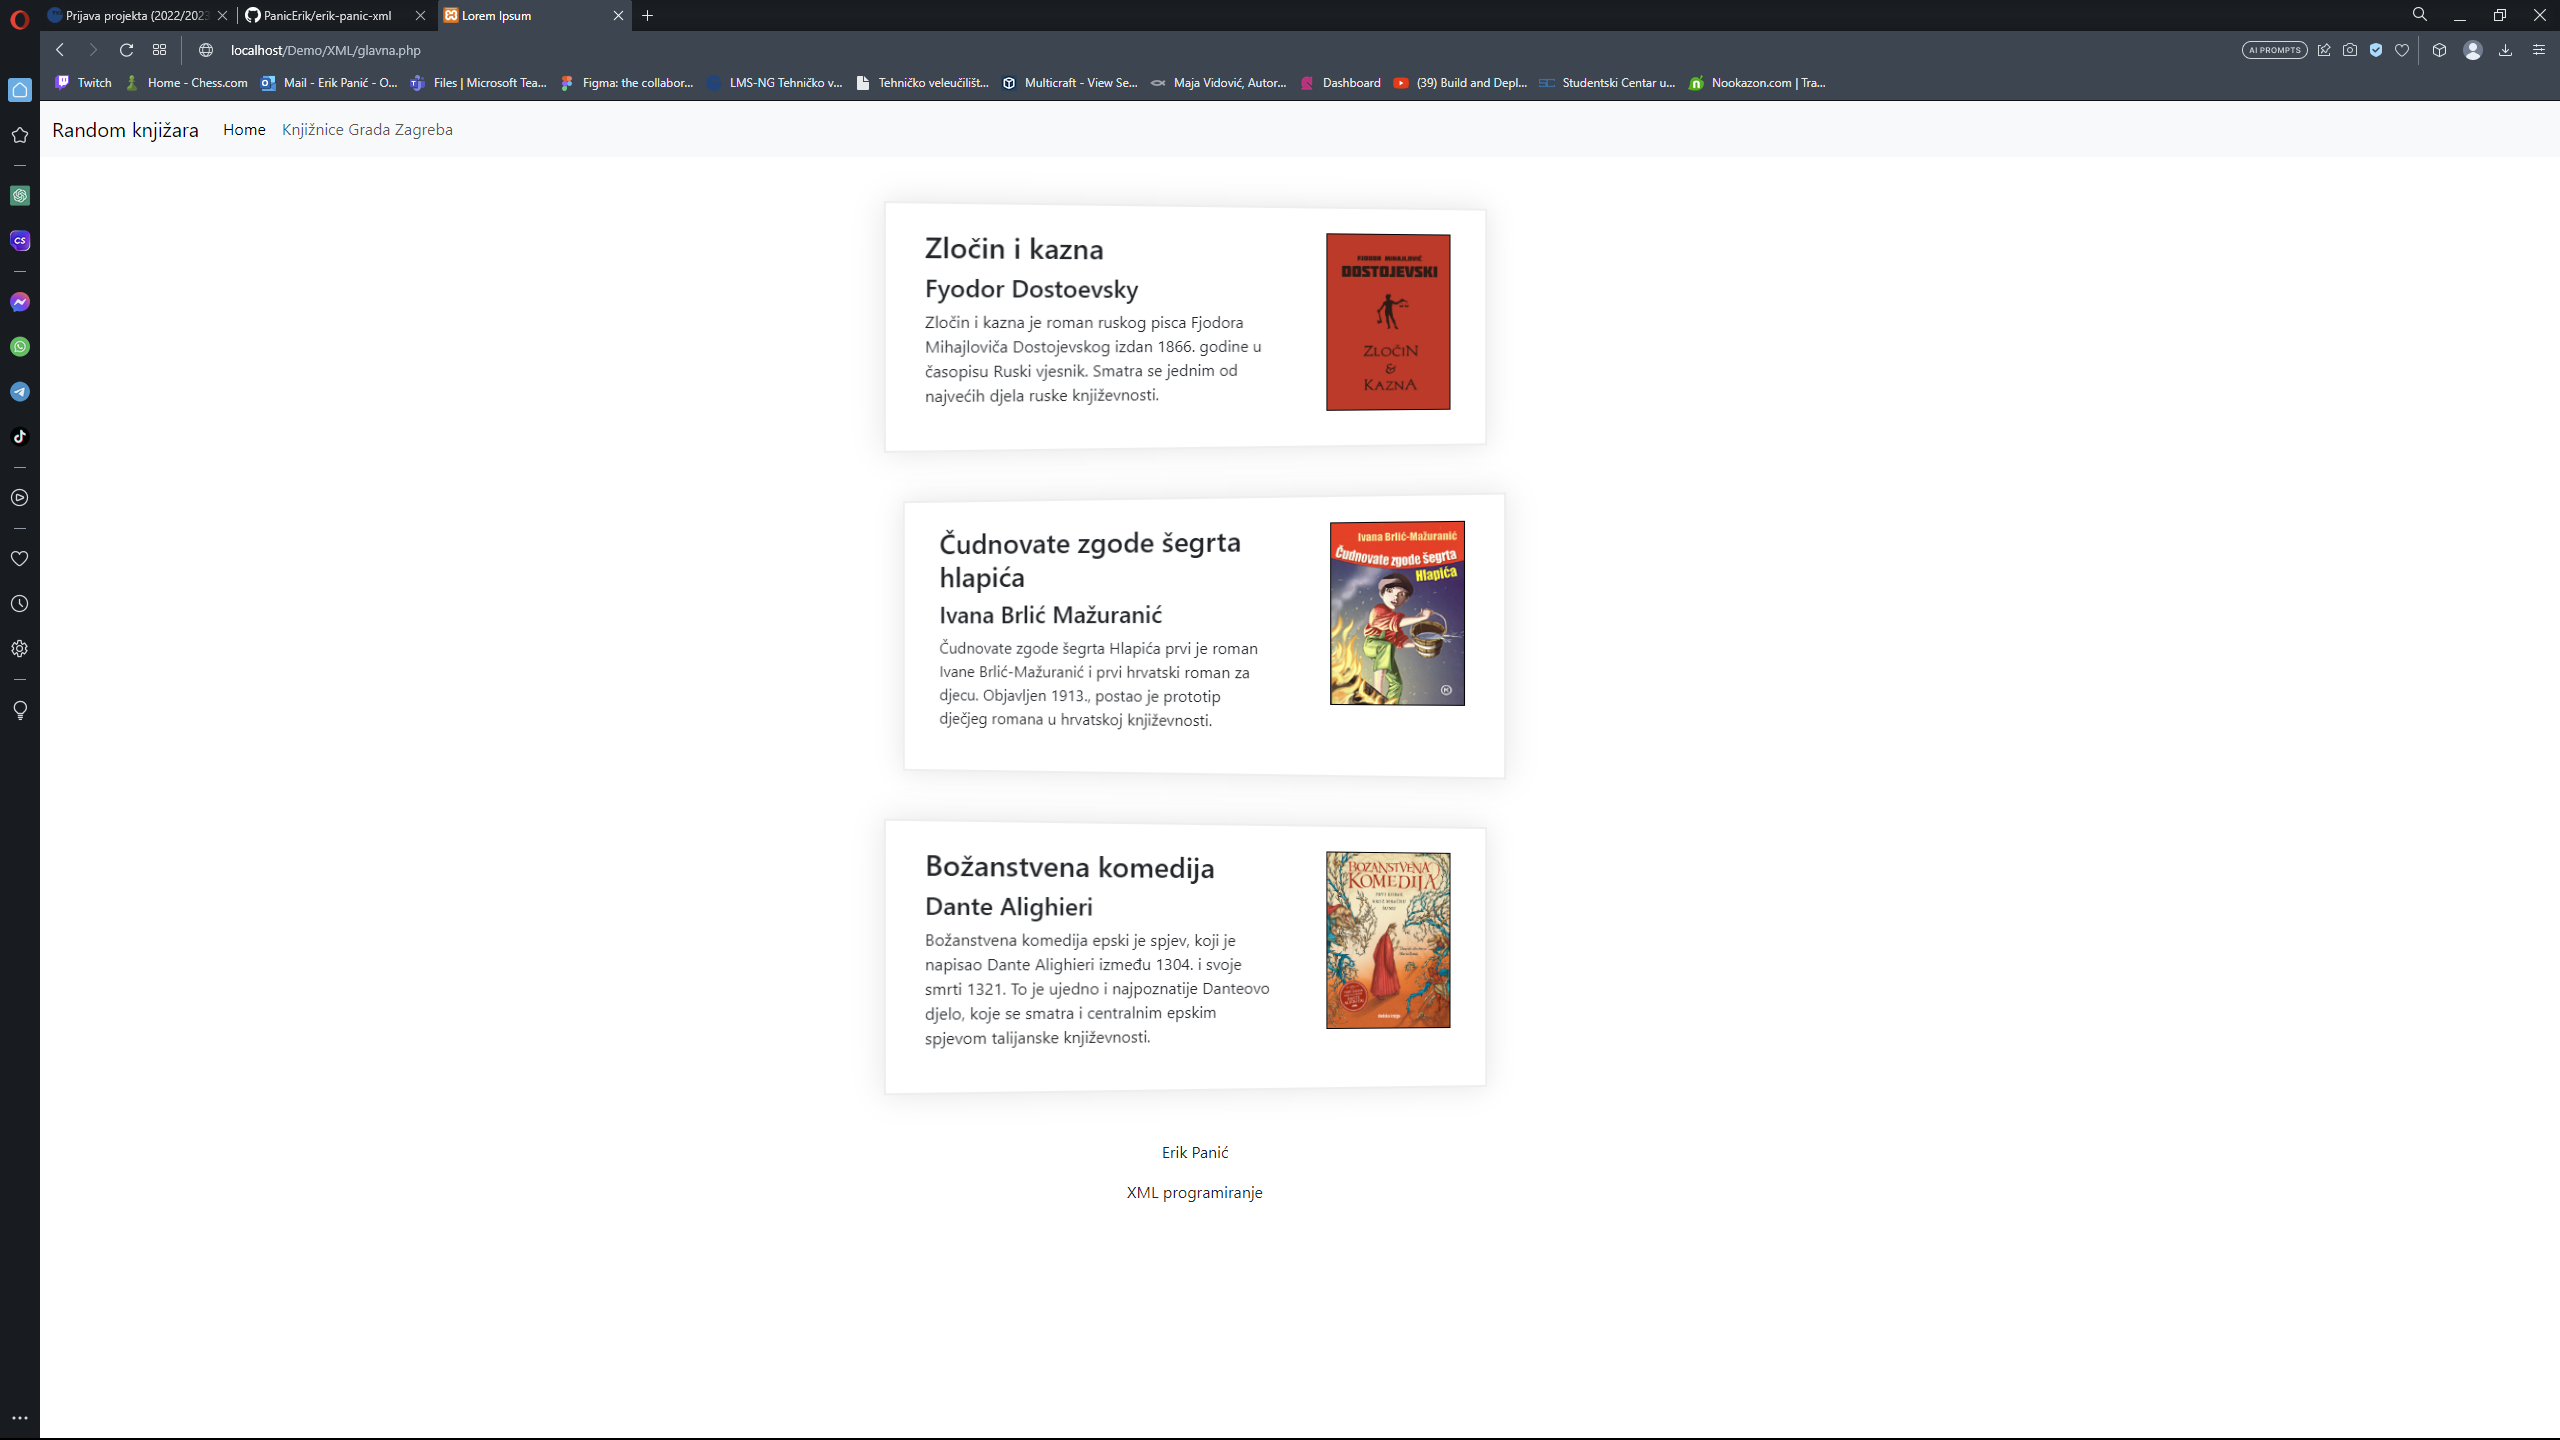 Prijava projekta (2022/2023
PanicErik/erik-panic-xml
Lorem Ipsum
localhost/Demo/XML/glavna.php
AI PROMPTS
Twitch
Home - Chess.com
Mail - Erik Panić - O...
Files | Microsoft Tea...
Figma: the collabor...
LMS-NG Tehničko v...
Tehničko veleučilišt...
Multicraft - View Se...
Maja Vidović, Autor...
Dashboard
(39) Build and Depl...
Studentski Centar u...
Nookazon.com | Tra...
CS
Random knjižara
Home
Knjižnice Grada Zagreba
Zločin i kazna
Fyodor Dostoevsky
Zločin i kazna je roman ruskog pisca Fjodora
Mihajloviča Dostojevskog izdan 1866. godine u
časopisu Ruski vjesnik. Smatra se jednim od
najvećih djela ruske književnosti.
FJODOR MIHAJLOVIČ
DOSTOJEVSKI
ZLOČIN
&
KAZNA
Čudnovate zgode šegrta
hlapića
Ivana Brlić Mažuranić
Čudnovate zgode šegrta Hlapića prvi je roman
Ivane Brlić-Mažuranić i prvi hrvatski roman za
djecu. Objavljen 1913., postao je prototip
dječjeg romana u hrvatskoj književnosti.
Ivana Brlić-Mažuranić
Čudnovate zgode šegrta
Hlapića
Božanstvena komedija
Dante Alighieri
Božanstvena komedija epski je spjev, koji je
napisao Dante Alighieri između 1304. i svoje
smrti 1321. To je ujedno i najpoznatije Danteovo
djelo, koje se smatra i centralnim epskim
spjevom talijanske književnosti.
BOŽANSTVENA
KOMEDIJA
Erik Panić
XML programiranje